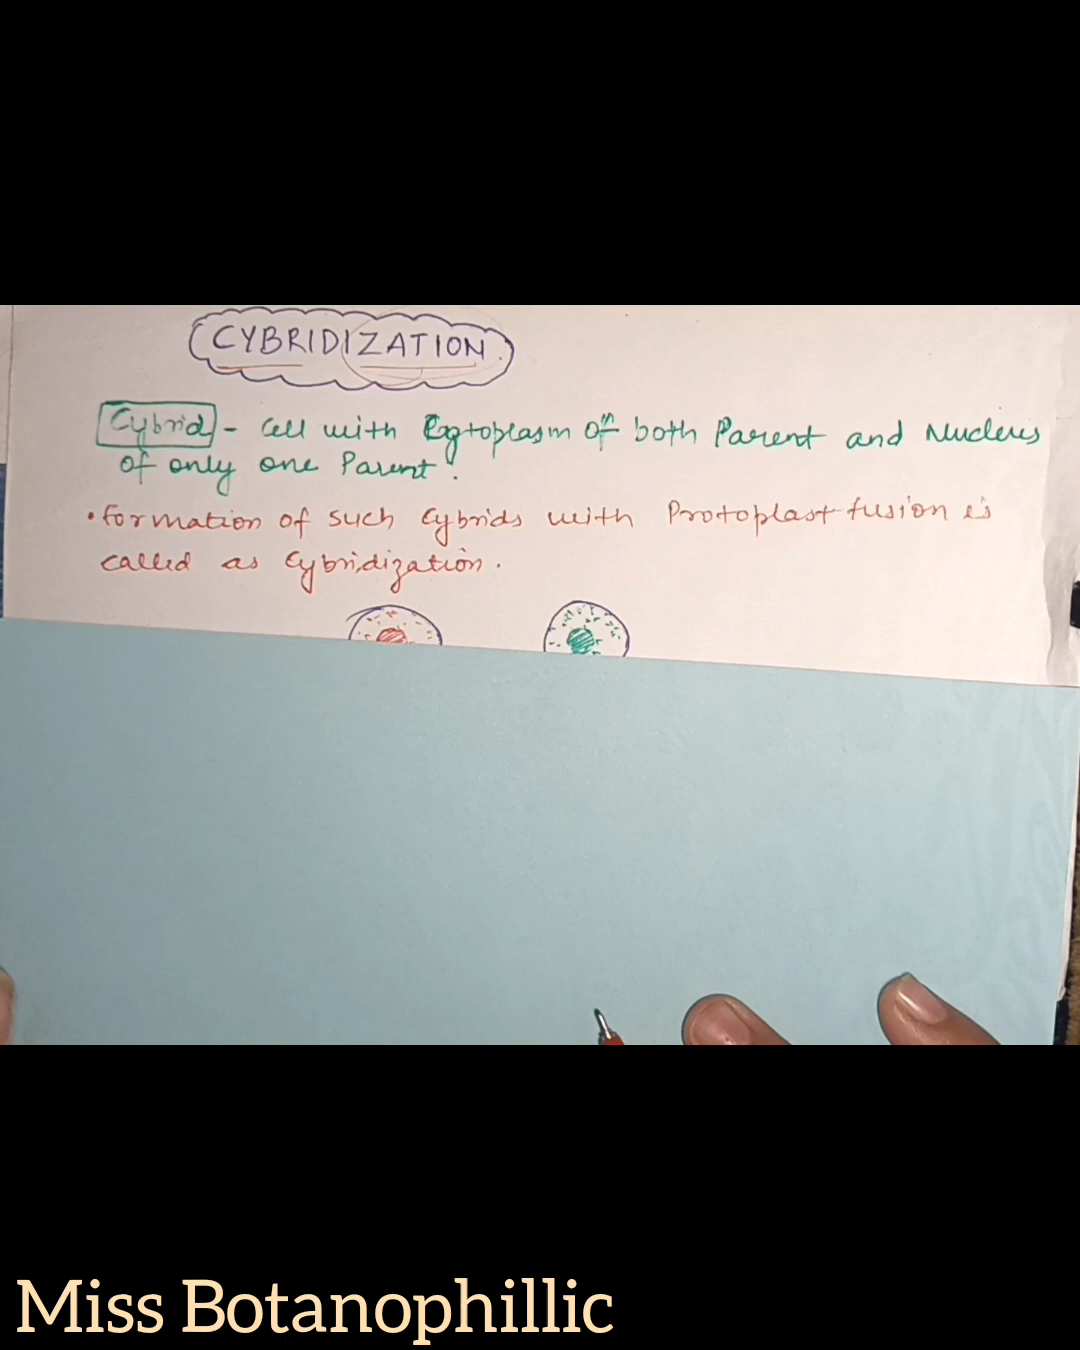 CYBRIDIZATION
Cybrid - Cell with Cytoplasm of both Parent and Nucleus
of only one Parent.
• formation of such cybrids with Protoplast fusion is
called as Cybridization.
Miss Botanophillic